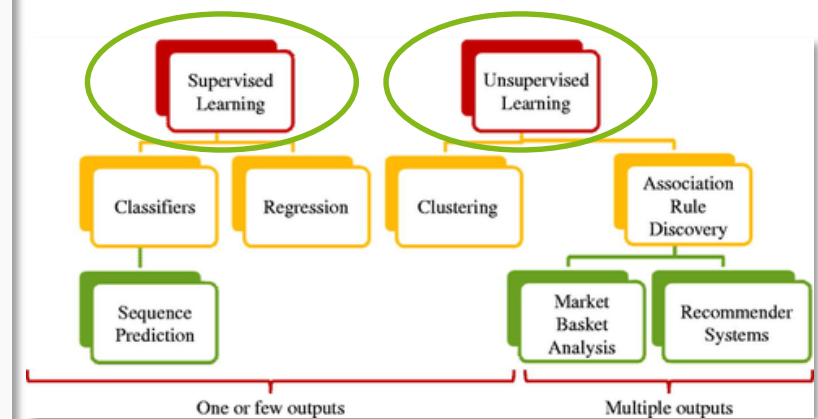 Supervised
Learning
Unsupervised
Learning
Classifiers
Regression
Clustering
Association
Rule
Discovery
Sequence
Prediction
Market
Basket
Analysis
Recommender
Systems
One or few outputs
Multiple outputs